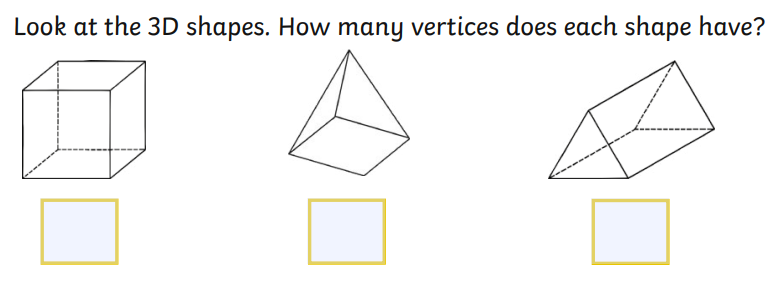 Look at the 3D shapes. How many vertices does each shape have?